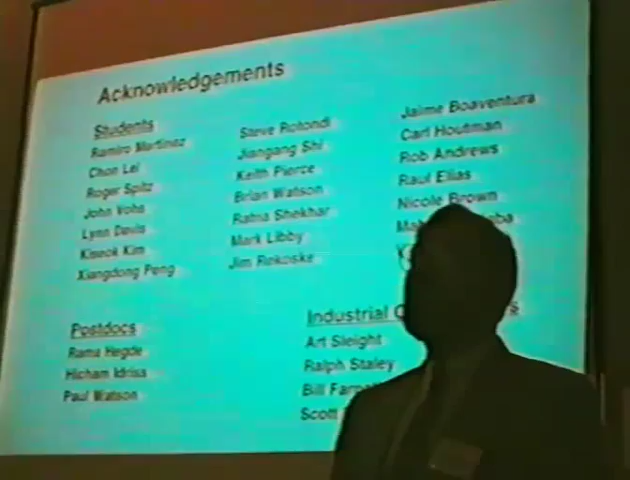 Acknowledgements
Students
Ramiro Martinez
Chon Lei
Roger Spitz
John Vohs
Lynn Davis
Kiseok Kim
Xiangdong Peng
Steve Rotondi
Jiangang Shi
Keith Pierce
Brian Watson
Ratna Shekhar
Mark Libby
Jim Rekoske
Jaime Boaventura
Carl Houtman
Rob Andrews
Raul Elias
Nicole Brown
Postdocs
Rama Hegde
Hicham Idriss
Paul Watson
Industrial
Art Sleight
Ralph Staley
Bill
Scott